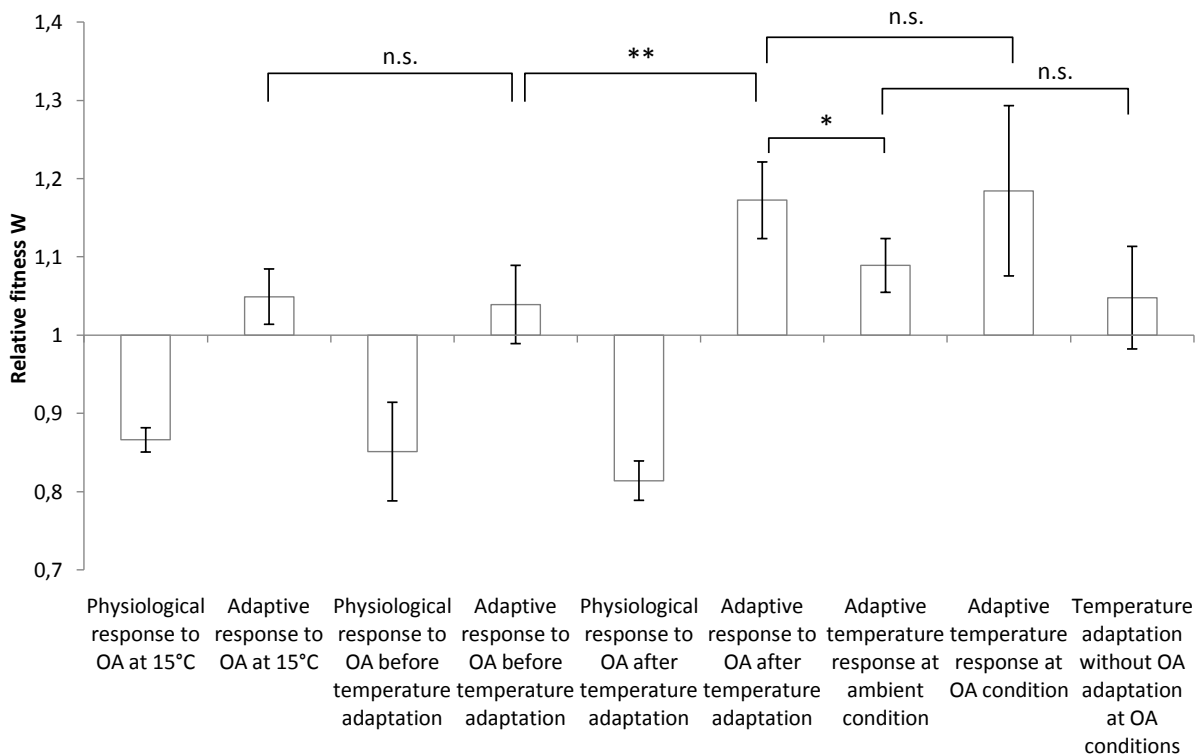 1,4
1,3
1,2
1,1
1
0,9
0,8
0,7
Relative fitness W
n.s.
**
n.s.
*
n.s.
Physiological
response to
OA at 15°C
Adaptive
response to
OA at 15°C
Physiological
response to
OA before
temperature
adaptation
Adaptive
response to
OA before
temperature
adaptation
Physiological
response to
OA after
temperature
adaptation
Adaptive
response to
OA after
temperature
adaptation
Adaptive
temperature
response at
ambient
condition
Adaptive
temperature
response at
OA condition
Temperature
adaptation
without OA
adaptation
at OA
conditions